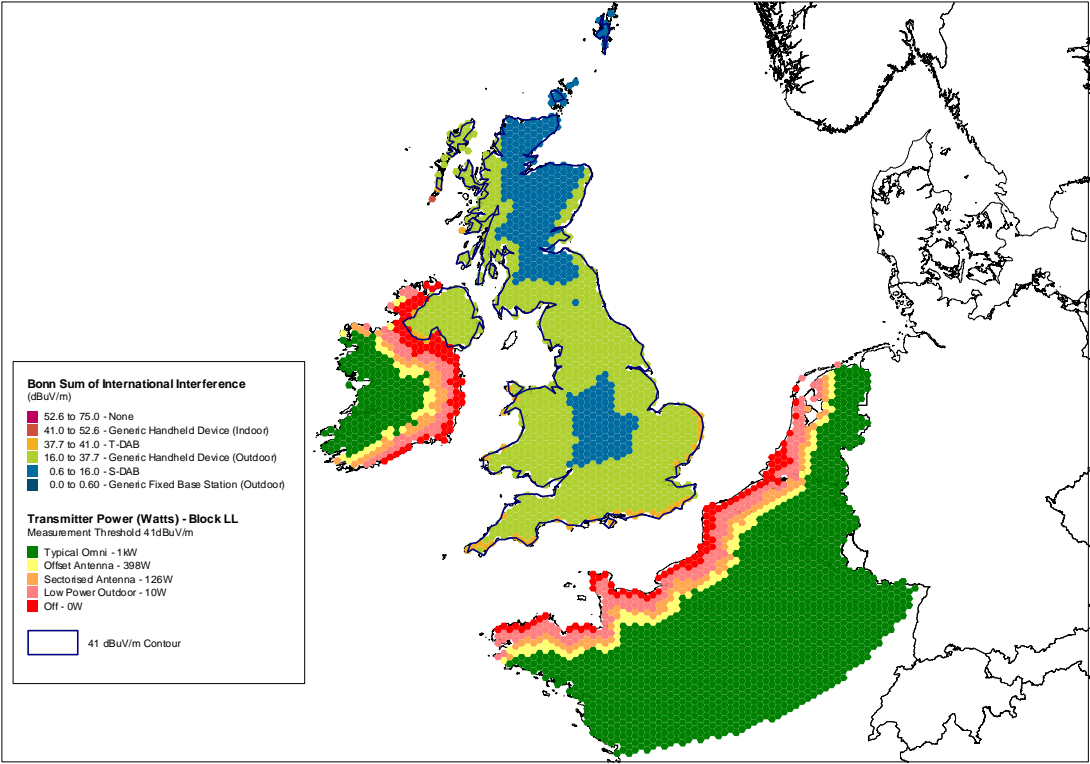 Bonn Sum of International Interference
(dBuV/m)
52.6 to 75.0 - None
41.0 to 52.6 - Generic Handheld Device (Indoor)
37.7 to 41.0 - T-DAB
16.0 to 37.7 - Generic Handheld Device (Outdoor)
0.6 to 16.0 - S-DAB
0.0 to 0.60 - Generic Fixed Base Station (Outdoor)
Transmitter Power (Watts) - Block LL
Measurement Threshold 41dBuV/m
Typical Omni - 1kW
Offset Antenna - 398W
Sectorised Antenna - 126W
Low Power Outdoor - 10W
Off - 0W
41 dBuV/m Contour